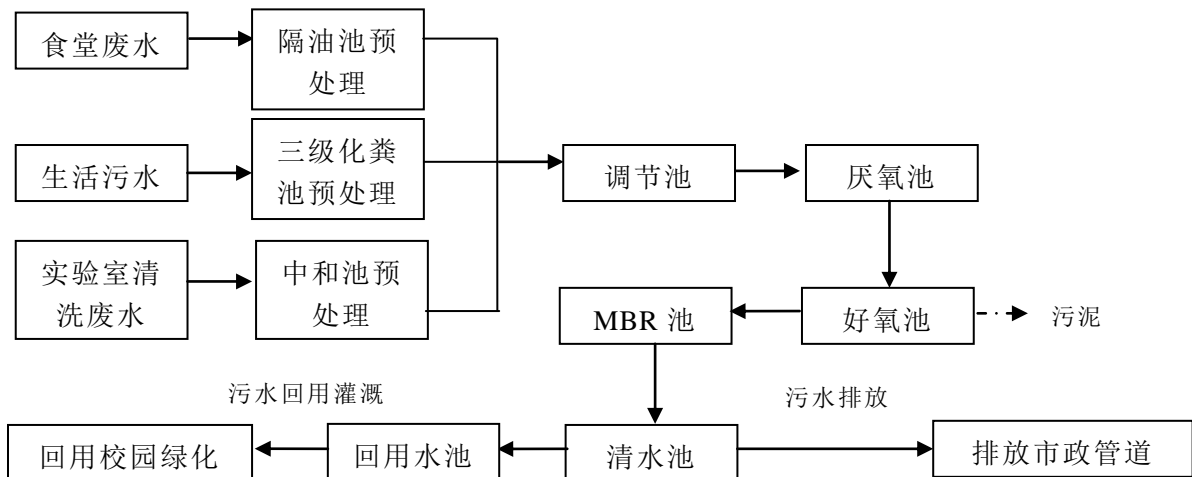 食堂废水
隔油池预
处理
生活污水
三级化粪
池预处理
调节池
厌氧池
实验室清
洗废水
中和池预
处理
MBR 池
好氧池
污泥
污水回用灌溉
污水排放
回用校园绿化
回用水池
清水池
排放市政管道